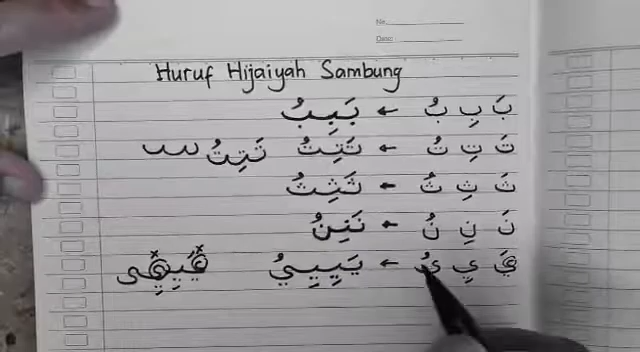 No.
Date:
Huruf Hijaiyah Sambung
بَ بِ بُ ← بَبِبُ
تَ تِ تُ ← تَتِتُ تَتِتُ
ثَ ثِ ثُ ← ثَثِثُ
نَ نِ نُ ← نَنِنُ
يَ يِ يُ ← يَيِيُ